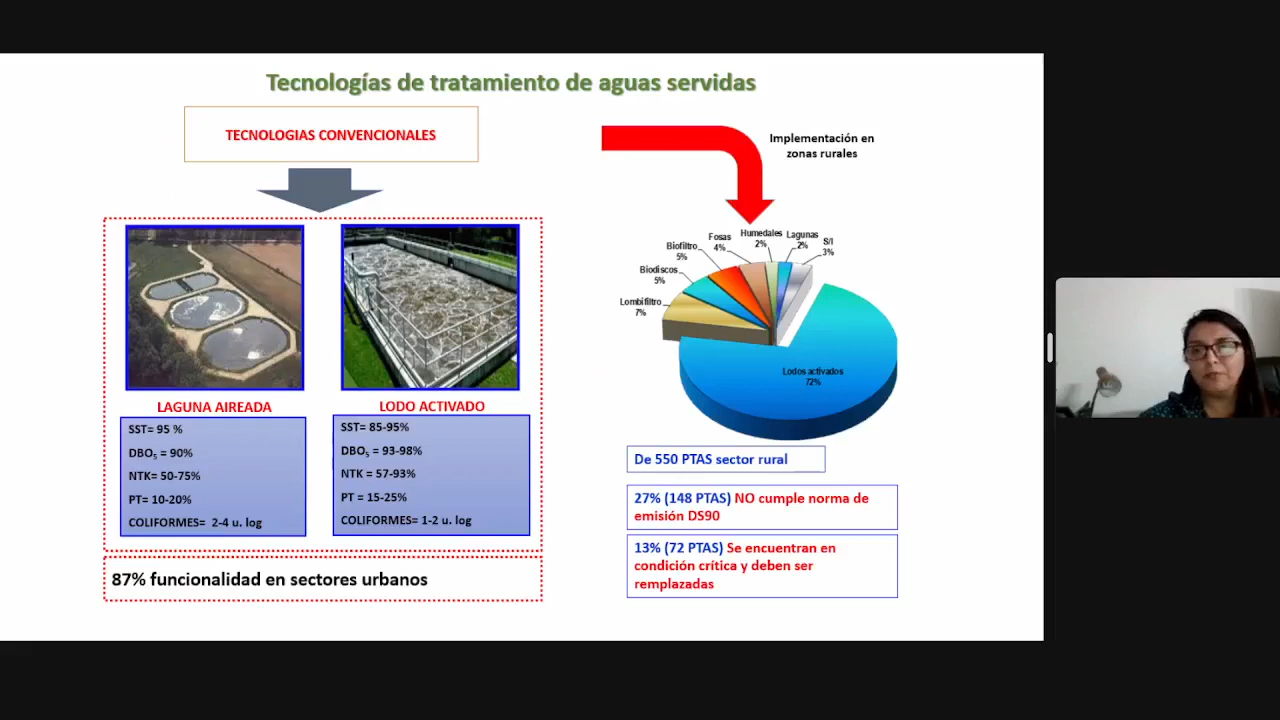 Tecnologías de tratamiento de aguas servidas
TECNOLOGIAS CONVENCIONALES
LAGUNA AIREADA
SST= 95 %
DBO₅ = 90%
NTK= 50-75%
PT= 10-20%
COLIFORMES= 2-4 u. log
LODO ACTIVADO
SST= 85-95%
DBO₅ = 93-98%
NTK = 57-93%
PT = 15-25%
COLIFORMES= 1-2 u. log
87% funcionalidad en sectores urbanos
Implementación en
zonas rurales
Lombifiltro
7%
Biodiscos
5%
Biofiltro
5%
Fosas
4%
Humedales
2%
Lagunas
2%
S/I
3%
Lodos activados
72%
De 550 PTAS sector rural
27% (148 PTAS) NO cumple norma de
emisión DS90
13% (72 PTAS) Se encuentran en
condición crítica y deben ser
remplazadas